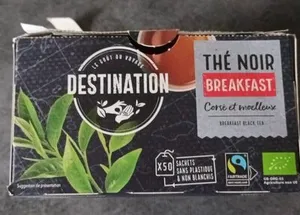 LE GOÛT DU VOYAGE
DESTINATION
THÉ NOIR
BREAKFAST
Corsé et moelleux
BREAKFAST BLACK TEA
X50
SACHETS
SANS PLASTIQUE
& NON BLANCHIS
FAIRTRADE
Suggestion de présentation